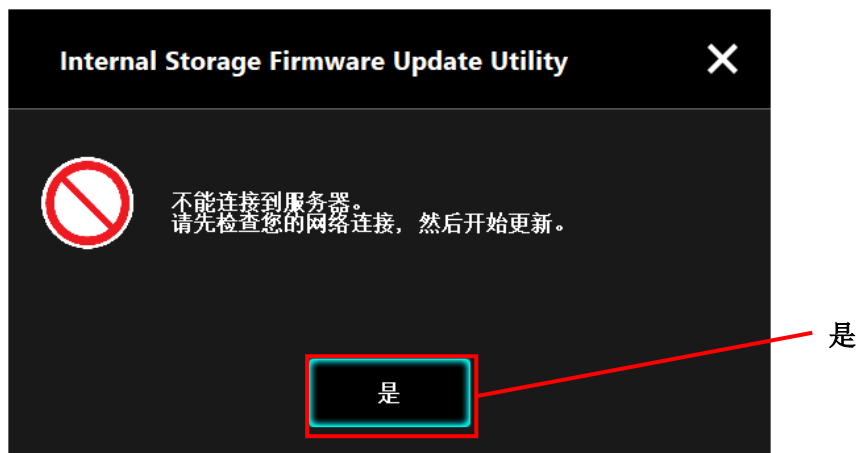 Internal Storage Firmware Update Utility
不能连接到服务器。
请先检查您的网络连接，然后开始更新。
是
是